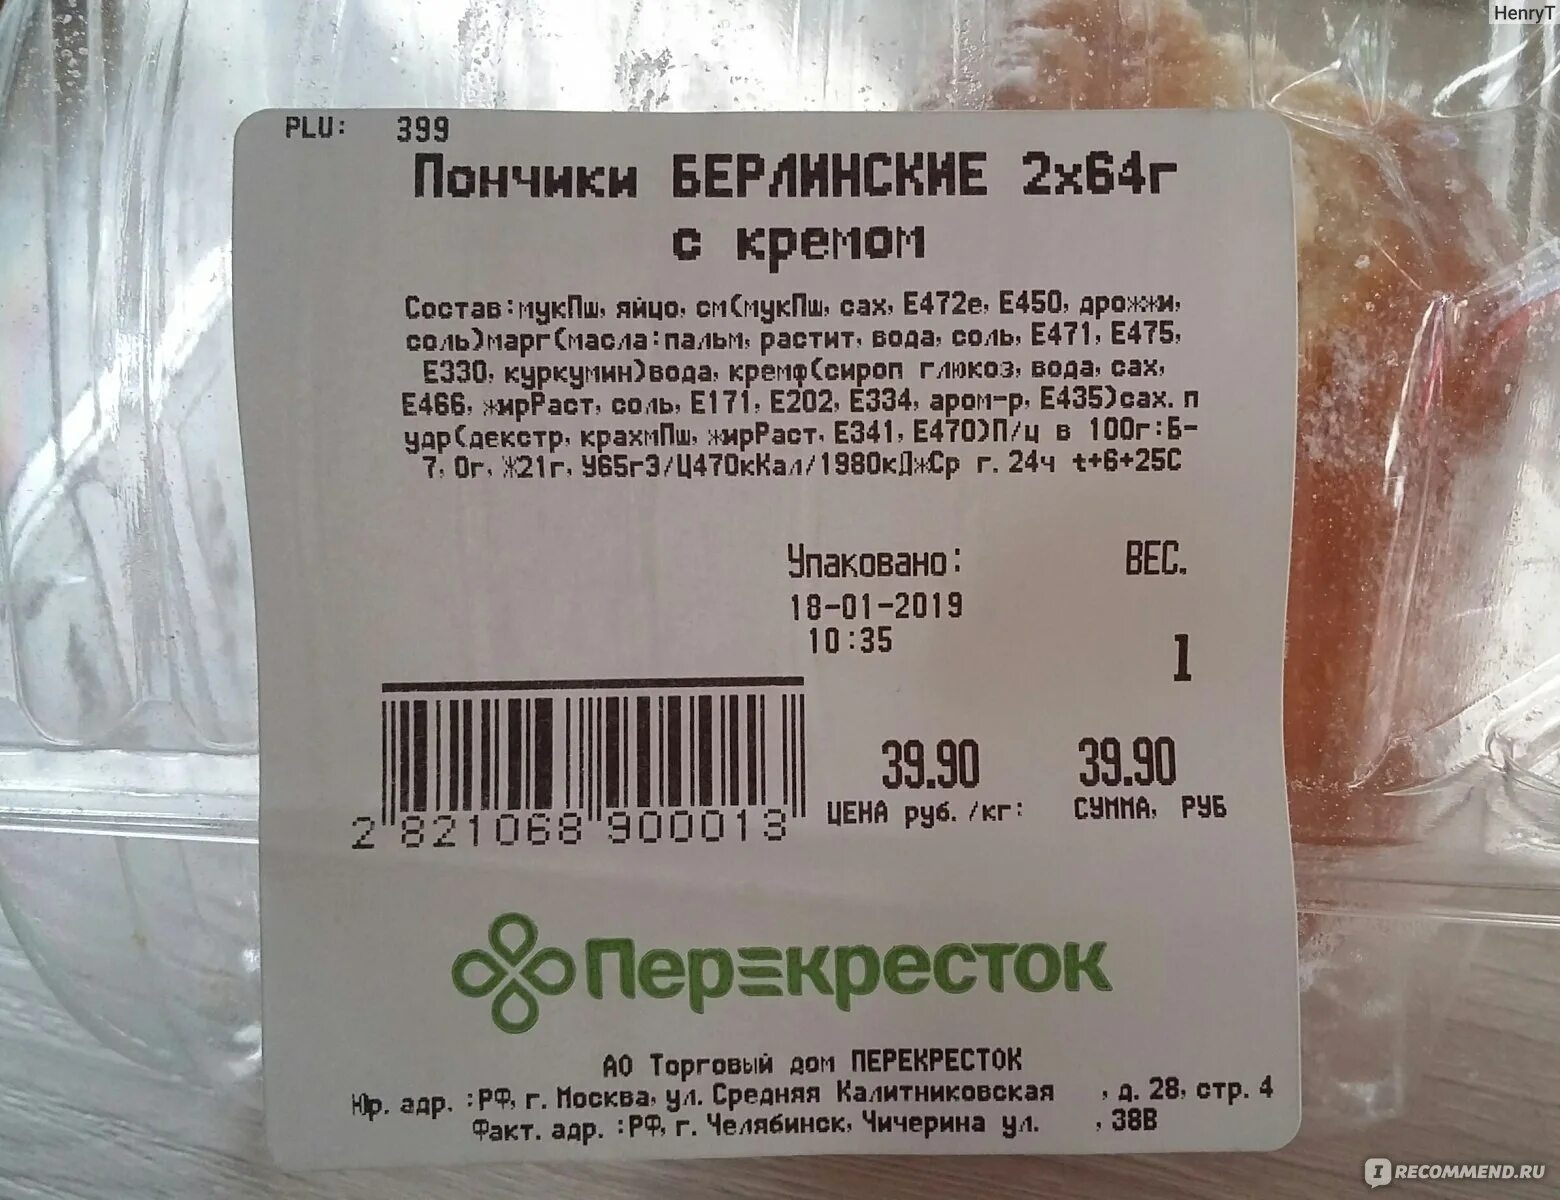 HenryT
PLU: 399
Пончики БЕРЛИНСКИЕ 2х64г
с кремом
Состав:мукПш, яйцо, см(мукПш, сах, Е472е, Е450, дрожжи,
соль)марг(масла:пальм, растит, вода, соль, Е471, Е475,
Е330, куркумин)вода, кремф(сироп глюкоз, вода, сах,
Е466, жирРаст, соль, Е171, Е202, Е334, аром-р, Е435)сах. п
удр(декстр, крахмПш, жирРаст, Е341, Е470)П/ц в 100г:Б-
7, 0г, Ж21г, У65гЭ/Ц470кКал/1980кДжСр г. 24ч t+6+25С
Упаковано: ВЕС.
18-01-2019
10:35
1
39.90 39.90
ЦЕНА руб. /кг: СУММА, РУБ
2 821068 900013
Перекресток
АО Торговый дом ПЕРЕКРЕСТОК
Юр. адр. :РФ, г. Москва, ул. Средняя Калитниковская , д. 28, стр. 4
Факт. адр. :РФ, г. Челябинск, Чичерина ул. , 38В
IRECOMMEND.RU